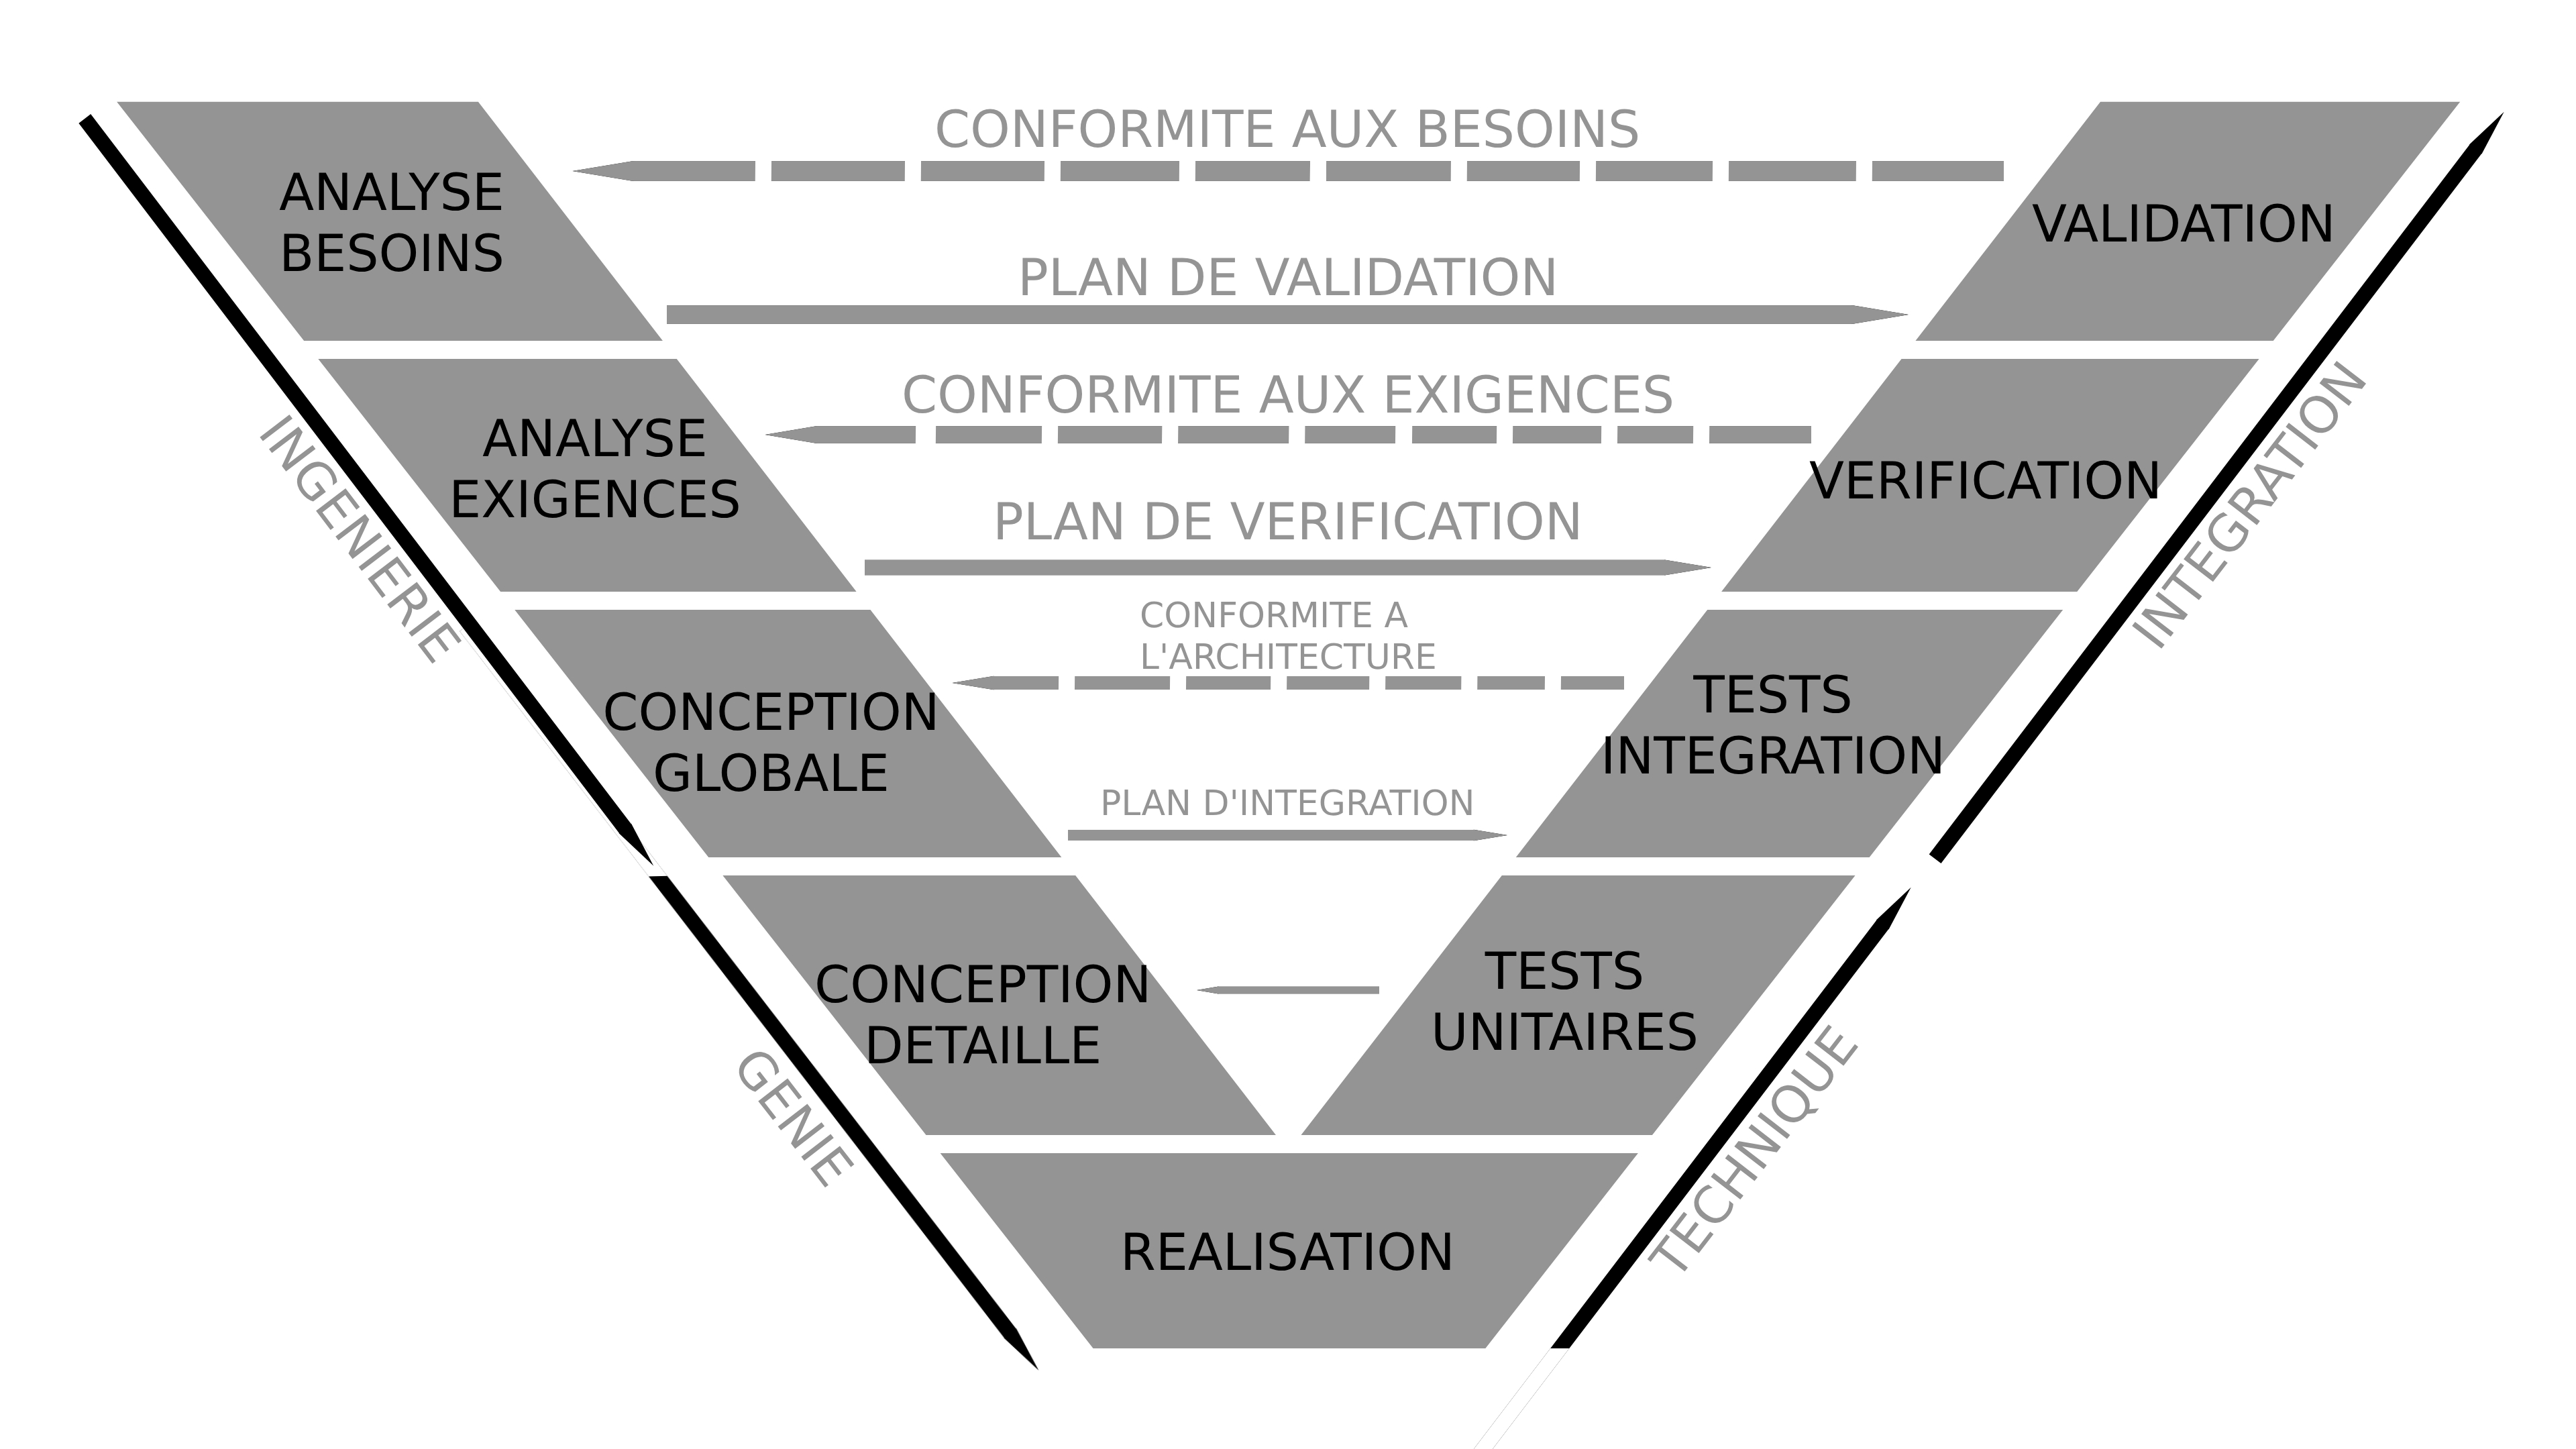 CONFORMITE AUX BESOINS
ANALYSE
BESOINS
VALIDATION
PLAN DE VALIDATION
CONFORMITE AUX EXIGENCES
ANALYSE
EXIGENCES
VERIFICATION
PLAN DE VERIFICATION
INGENIERIE
INTEGRATION
CONFORMITE A
L'ARCHITECTURE
CONCEPTION
GLOBALE
TESTS
INTEGRATION
PLAN D'INTEGRATION
CONCEPTION
DETAILLE
TESTS
UNITAIRES
GENIE
TECHNIQUE
REALISATION